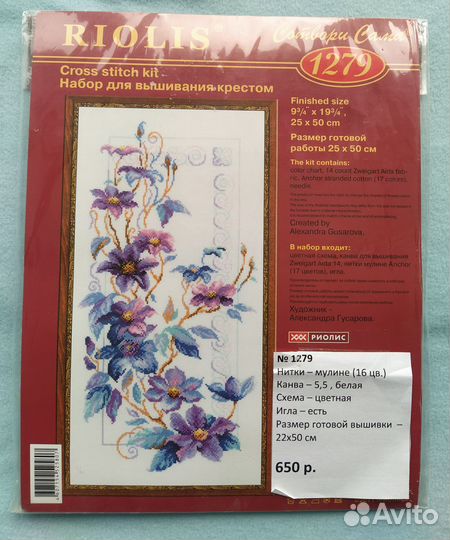 RIOLIS
Сотвори Сама
1279
Cross stitch kit
Набор для вышивания крестом
Finished size
9¾" x 19¾",
25 x 50 cm
Размер готовой
работы 25 x 50 см
The kit contains:
color chart, 14 count Zweigart Aida fab-
ric, Anchor stranded cotton (17 colors),
needle.
Created by
Alexandra Gusarova.
В набор входит:
цветная схема, канва для вышивания
Zweigart Aida 14, нитки мулине Anchor
(17 цветов), игла.
Художник -
Александра Гусарова.
РИОЛИС
№ 1279
Нитки – мулине (16 цв.)
Канва – 5,5 , белая
Схема – цветная
Игла – есть
Размер готовой вышивки –
22х50 см
650 р.
Avito